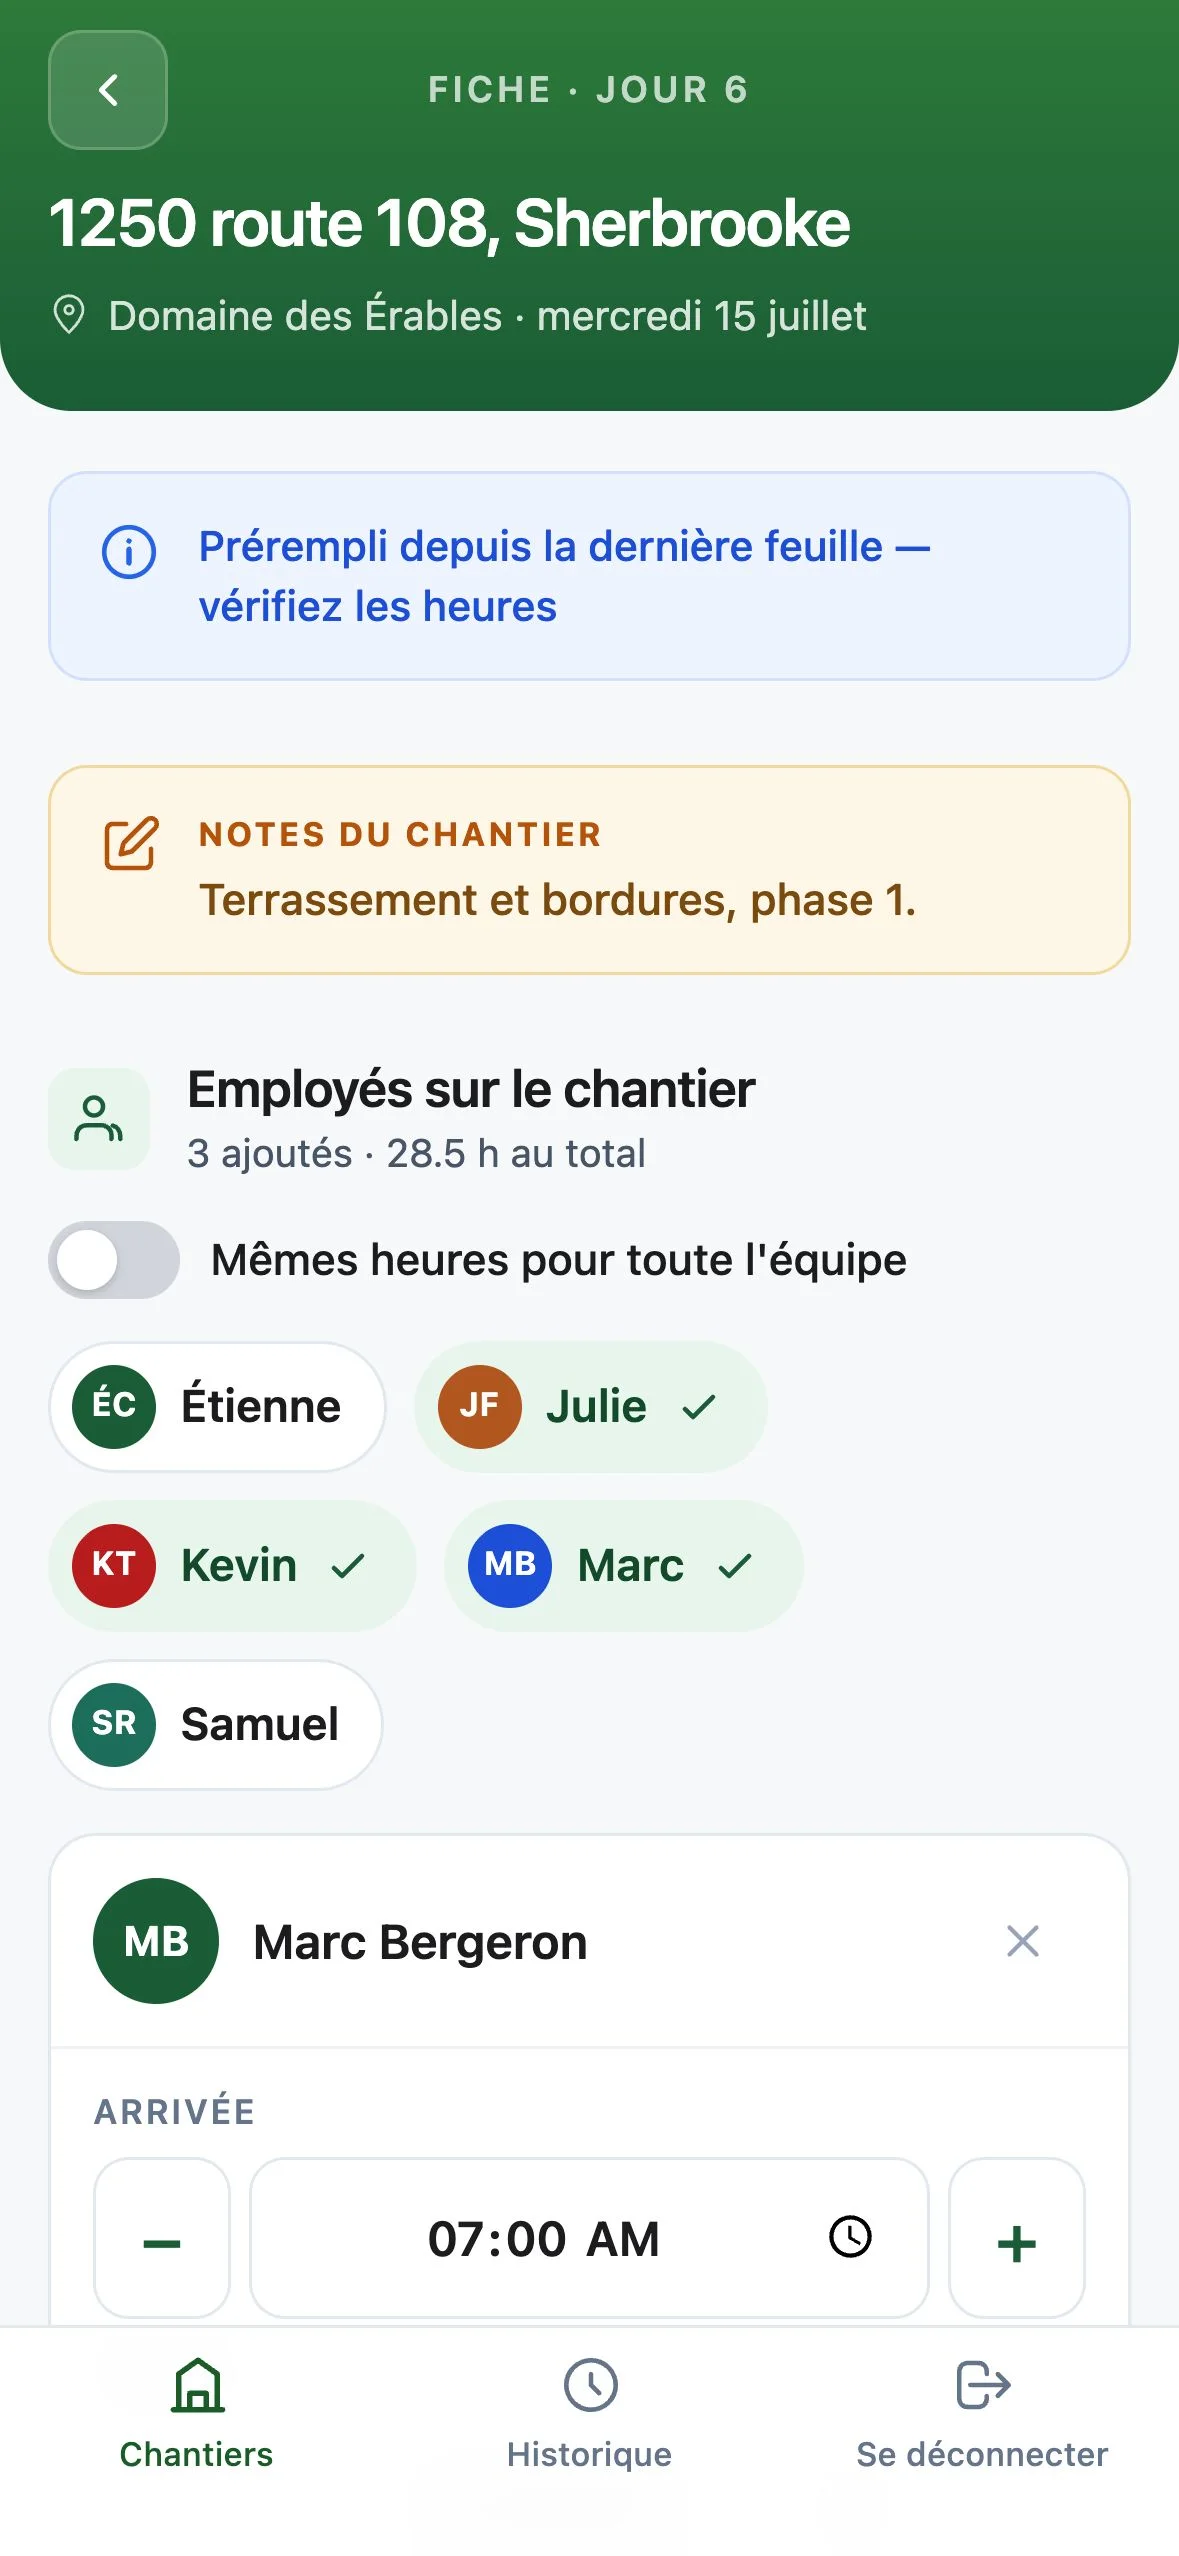 FICHE · JOUR 6
1250 route 108, Sherbrooke
Domaine des Érables · mercredi 15 juillet
Prérempli depuis la dernière feuille —
vérifiez les heures
NOTES DU CHANTIER
Terrassement et bordures, phase 1.
Employés sur le chantier
3 ajoutés · 28.5 h au total
Mêmes heures pour toute l'équipe
ÉC Étienne
JF Julie
KT Kevin
MB Marc
SR Samuel
MB Marc Bergeron
ARRIVÉE
− 07:00 AM +
Chantiers
Historique
Se déconnecter